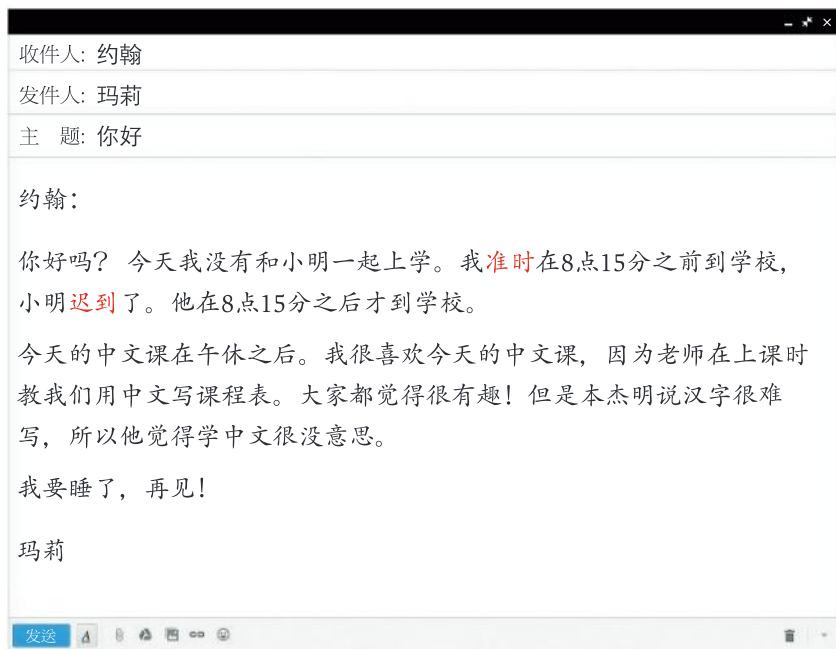 收件人: 约翰
发件人: 玛莉
主 题: 你好
约翰：
你好吗？ 今天我没有和小明一起上学。我准时在8点15分之前到学校，
小明迟到了。他在8点15分之后才到学校。
今天的中文课在午休之后。我很喜欢今天的中文课，因为老师在上课时
教我们用中文写课程表。大家都觉得很有趣！但是本杰明说汉字很难
写，所以他觉得学中文很没意思。
我要睡了，再见！
玛莉
发送 A